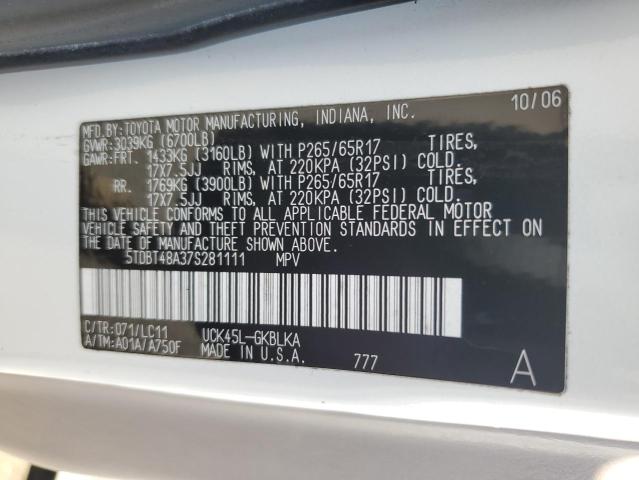 10/06
MFD.BY:TOYOTA MOTOR MANUFACTURING, INDIANA, INC.
GVWR:3039KG (6700LB)
GAWR:FRT. 1433KG (3160LB) WITH P265/65R17 TIRES,
17X7.5JJ RIMS, AT 220KPA (32PSI) COLD.
RR. 1769KG (3900LB) WITH P265/65R17 TIRES,
17X7.5JJ RIMS, AT 220KPA (32PSI) COLD.
THIS VEHICLE CONFORMS TO ALL APPLICABLE FEDERAL MOTOR
VEHICLE SAFETY AND THEFT PREVENTION STANDARDS IN EFFECT ON
THE DATE OF MANUFACTURE SHOWN ABOVE.
5TDBT48A37S281111 MPV
C/TR:071/LC11 UCK45L-GKBLKA
A/TM:A01A/A750F MADE IN U.S.A. 777 A